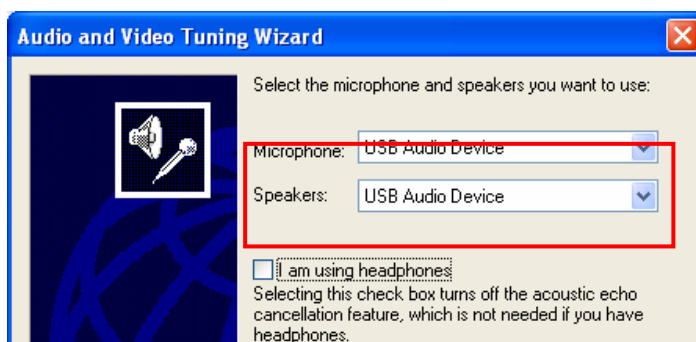 Audio and Video Tuning Wizard
Select the microphone and speakers you want to use:
Microphone: USB Audio Device
Speakers: USB Audio Device
I am using headphones
Selecting this check box turns off the acoustic echo
cancellation feature, which is not needed if you have
headphones.